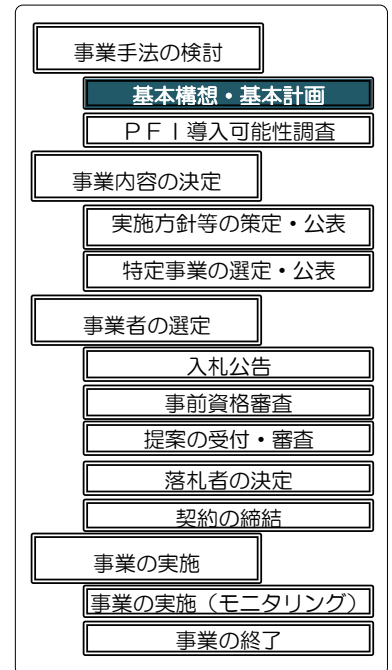 事業手法の検討
基本構想・基本計画
ＰＦＩ導入可能性調査
事業内容の決定
実施方針等の策定・公表
特定事業の選定・公表
事業者の選定
入札公告
事前資格審査
提案の受付・審査
落札者の決定
契約の締結
事業の実施
事業の実施（モニタリング）
事業の終了